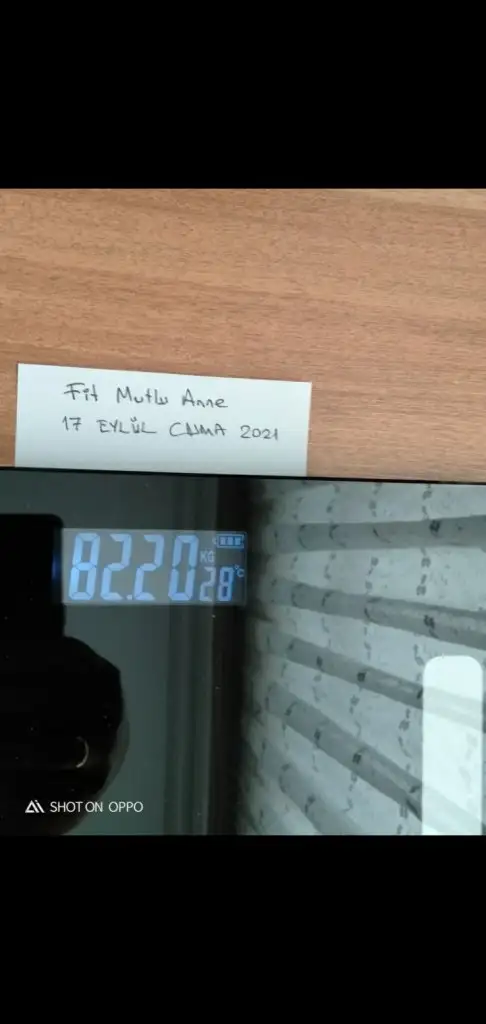 Fit Mutlu Anne
17 EYLÜL CUMA 2021
82.20 KG 28°C
SHOT ON OPPO